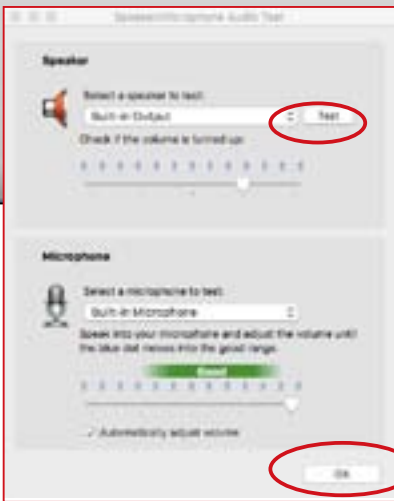 Speaker/Microphone Audio Test
Speaker
Select a speaker to test:
Built-in Output
Test
Check if the volume is turned up:
Microphone
Select a microphone to test:
Built-in Microphone
Speak into your microphone and adjust the volume until
the blue dot moves into the good range.
Good
Automatically adjust volume
OK